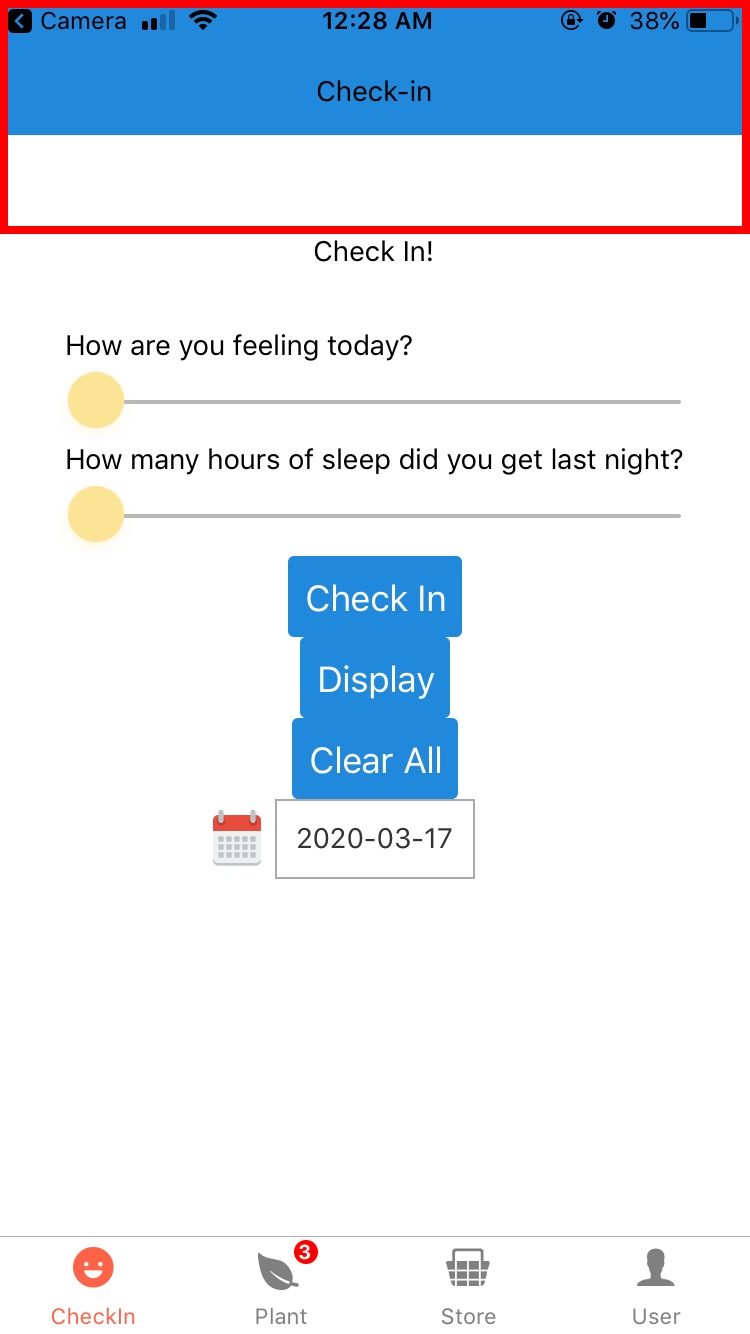 Camera 12:28 AM 38%
Check-in
Check In!
How are you feeling today?
How many hours of sleep did you get last night?
Check In
Display
Clear All
2020-03-17
3
CheckIn Plant Store User